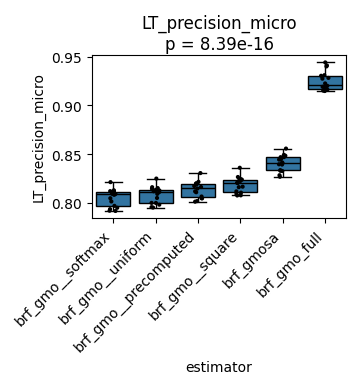 LT_precision_micro
p = 8.39e-16
LT_precision_micro
0.95
0.90
0.85
0.80
brf_gmo__softmax
brf_gmo__uniform
brf_gmo__precomputed
brf_gmo__square
brf_gmosa
brf_gmo_full
estimator